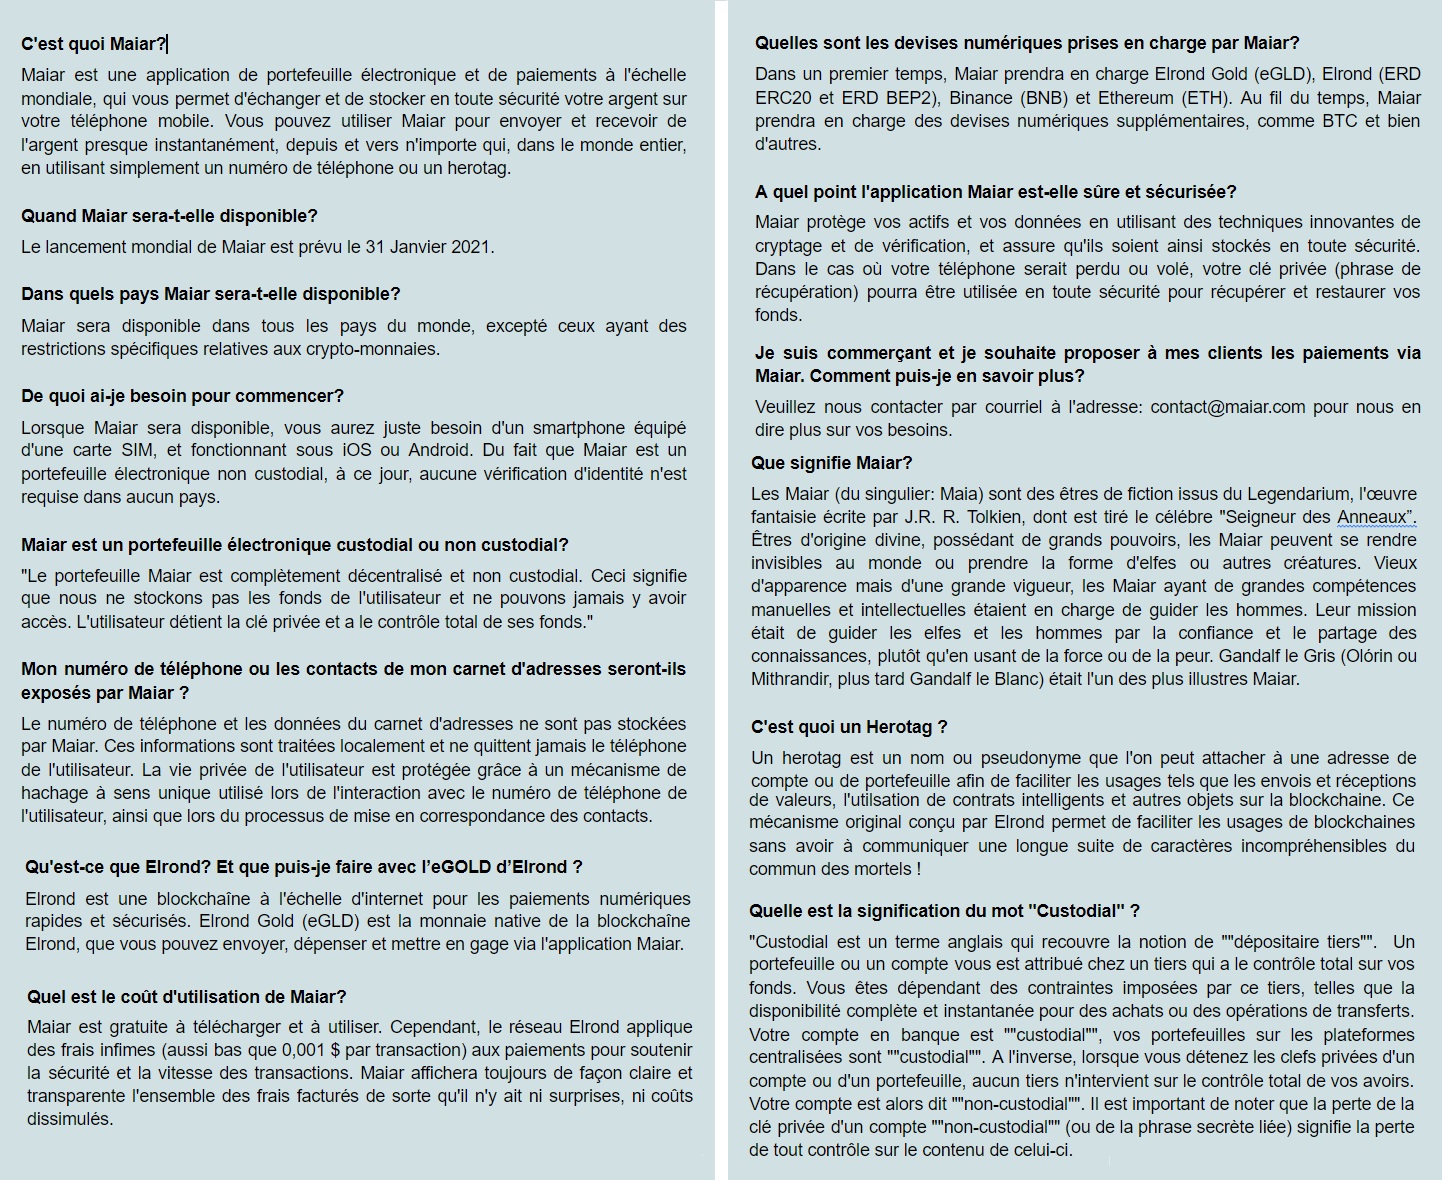 C'est quoi Maiar?
Maiar est une application de portefeuille électronique et de paiements à l'échelle
mondiale, qui vous permet d'échanger et de stocker en toute sécurité votre argent sur
votre téléphone mobile. Vous pouvez utiliser Maiar pour envoyer et recevoir de
l'argent presque instantanément, depuis et vers n'importe qui, dans le monde entier,
en utilisant simplement un numéro de téléphone ou un herotag.
Quand Maiar sera-t-elle disponible?
Le lancement mondial de Maiar est prévu le 31 Janvier 2021.
Dans quels pays Maiar sera-t-elle disponible?
Maiar sera disponible dans tous les pays du monde, excepté ceux ayant des
restrictions spécifiques relatives aux crypto-monnaies.
De quoi ai-je besoin pour commencer?
Lorsque Maiar sera disponible, vous aurez juste besoin d'un smartphone équipé
d'une carte SIM, et fonctionnant sous iOS ou Android. Du fait que Maiar est un
portefeuille électronique non custodial, à ce jour, aucune vérification d'identité n'est
requise dans aucun pays.
Maiar est un portefeuille électronique custodial ou non custodial?
"Le portefeuille Maiar est complètement décentralisé et non custodial. Ceci signifie
que nous ne stockons pas les fonds de l'utilisateur et ne pouvons jamais y avoir
accès. L'utilisateur détient la clé privée et a le contrôle total de ses fonds."
Mon numéro de téléphone ou les contacts de mon carnet d'adresses seront-ils
exposés par Maiar ?
Le numéro de téléphone et les données du carnet d'adresses ne sont pas stockées
par Maiar. Ces informations sont traitées localement et ne quittent jamais le téléphone
de l'utilisateur. La vie privée de l'utilisateur est protégée grâce à un mécanisme de
hachage à sens unique utilisé lors de l'interaction avec le numéro de téléphone de
l'utilisateur, ainsi que lors du processus de mise en correspondance des contacts.
Qu'est-ce que Elrond? Et que puis-je faire avec l’eGOLD d’Elrond ?
Elrond est une blockchaîne à l'échelle d'internet pour les paiements numériques
rapides et sécurisés. Elrond Gold (eGLD) est la monnaie native de la blockchaîne
Elrond, que vous pouvez envoyer, dépenser et mettre en gage via l'application Maiar.
Quel est le coût d'utilisation de Maiar?
Maiar est gratuite à télécharger et à utiliser. Cependant, le réseau Elrond applique
des frais infimes (aussi bas que 0,001 $ par transaction) aux paiements pour soutenir
la sécurité et la vitesse des transactions. Maiar affichera toujours de façon claire et
transparente l'ensemble des frais facturés de sorte qu'il n'y ait ni surprises, ni coûts
dissimulés.
Quelles sont les devises numériques prises en charge par Maiar?
Dans un premier temps, Maiar prendra en charge Elrond Gold (eGLD), Elrond (ERD
ERC20 et ERD BEP2), Binance (BNB) et Ethereum (ETH). Au fil du temps, Maiar
prendra en charge des devises numériques supplémentaires, comme BTC et bien
d'autres.
A quel point l'application Maiar est-elle sûre et sécurisée?
Maiar protège vos actifs et vos données en utilisant des techniques innovantes de
cryptage et de vérification, et assure qu'ils soient ainsi stockés en toute sécurité.
Dans le cas où votre téléphone serait perdu ou volé, votre clé privée (phrase de
récupération) pourra être utilisée en toute sécurité pour récupérer et restaurer vos
fonds.
Je suis commerçant et je souhaite proposer à mes clients les paiements via
Maiar. Comment puis-je en savoir plus?
Veuillez nous contacter par courriel à l'adresse: contact@maiar.com pour nous en
dire plus sur vos besoins.
Que signifie Maiar?
Les Maiar (du singulier: Maia) sont des êtres de fiction issus du Legendarium, l'œuvre
fantaisie écrite par J.R. R. Tolkien, dont est tiré le célébre "Seigneur des Anneaux”.
Êtres d'origine divine, possédant de grands pouvoirs, les Maiar peuvent se rendre
invisibles au monde ou prendre la forme d'elfes ou autres créatures. Vieux
d'apparence mais d'une grande vigueur, les Maiar ayant de grandes compétences
manuelles et intellectuelles étaient en charge de guider les hommes. Leur mission
était de guider les elfes et les hommes par la confiance et le partage des
connaissances, plutôt qu'en usant de la force ou de la peur. Gandalf le Gris (Olórin ou
Mithrandir, plus tard Gandalf le Blanc) était l'un des plus illustres Maiar.
C'est quoi un Herotag ?
Un herotag est un nom ou pseudonyme que l'on peut attacher à une adresse de
compte ou de portefeuille afin de faciliter les usages tels que les envois et réceptions
de valeurs, l'utilsation de contrats intelligents et autres objets sur la blockchaine. Ce
mécanisme original conçu par Elrond permet de faciliter les usages de blockchaines
sans avoir à communiquer une longue suite de caractères incompréhensibles du
commun des mortels !
Quelle est la signification du mot "Custodial" ?
"Custodial est un terme anglais qui recouvre la notion de ""dépositaire tiers"". Un
portefeuille ou un compte vous est attribué chez un tiers qui a le contrôle total sur vos
fonds. Vous êtes dépendant des contraintes imposées par ce tiers, telles que la
disponibilité complète et instantanée pour des achats ou des opérations de transferts.
Votre compte en banque est ""custodial"", vos portefeuilles sur les plateformes
centralisées sont ""custodial"". A l'inverse, lorsque vous détenez les clefs privées d'un
compte ou d'un portefeuille, aucun tiers n'intervient sur le contrôle total de vos avoirs.
Votre compte est alors dit ""non-custodial"". Il est important de noter que la perte de la
clé privée d'un compte ""non-custodial"" (ou de la phrase secrète liée) signifie la perte
de tout contrôle sur le contenu de celui-ci.